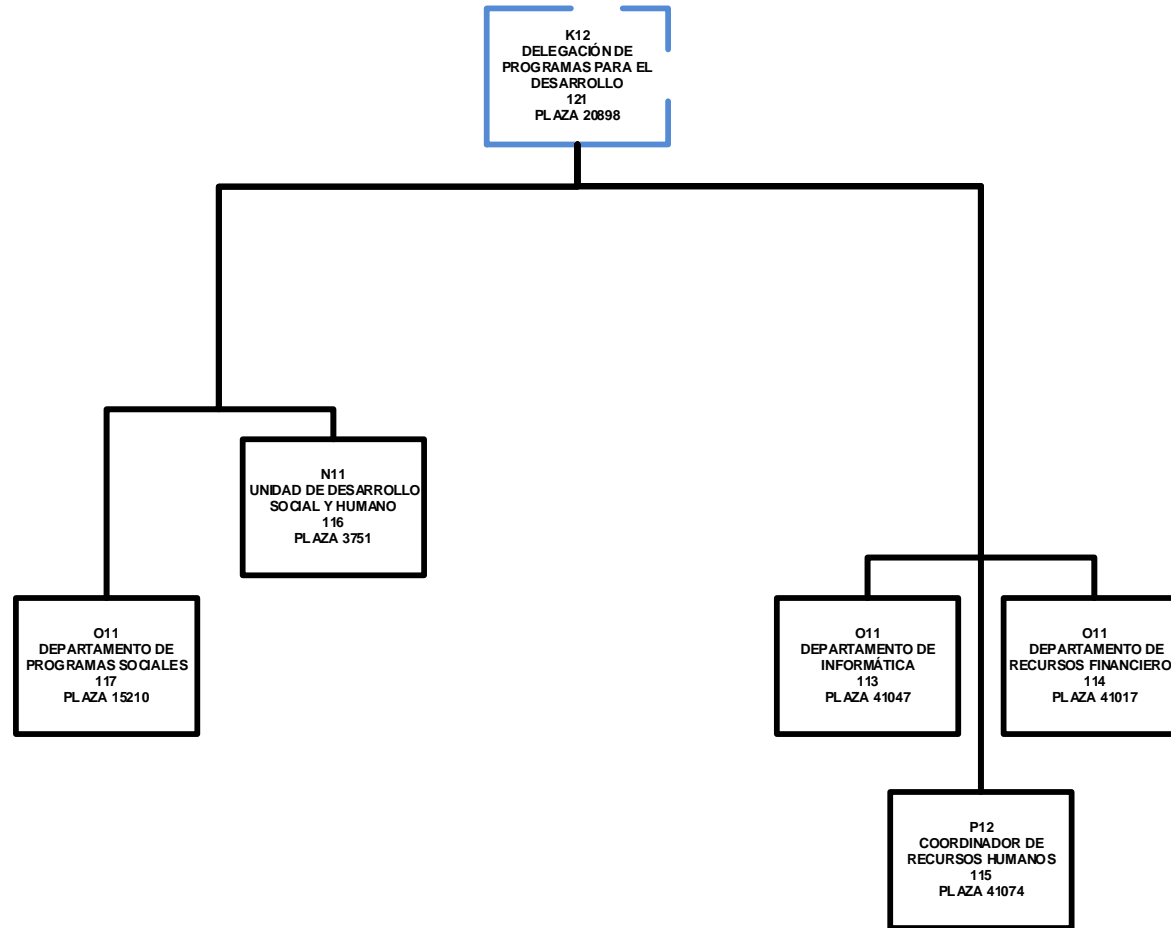 K12
DELEGACIÓN DE
PROGRAMAS PARA EL
DESARROLLO
121
PLAZA 20898
N11
UNIDAD DE DESARROLLO
SOCIAL Y HUMANO
116
PLAZA 3751
O11
DEPARTAMENTO DE
PROGRAMAS SOCIALES
117
PLAZA 15210
O11
DEPARTAMENTO DE
INFORMÁTICA
113
PLAZA 41047
O11
DEPARTAMENTO DE
RECURSOS FINANCIERO
114
PLAZA 41017
P12
COORDINADOR DE
RECURSOS HUMANOS
115
PLAZA 41074